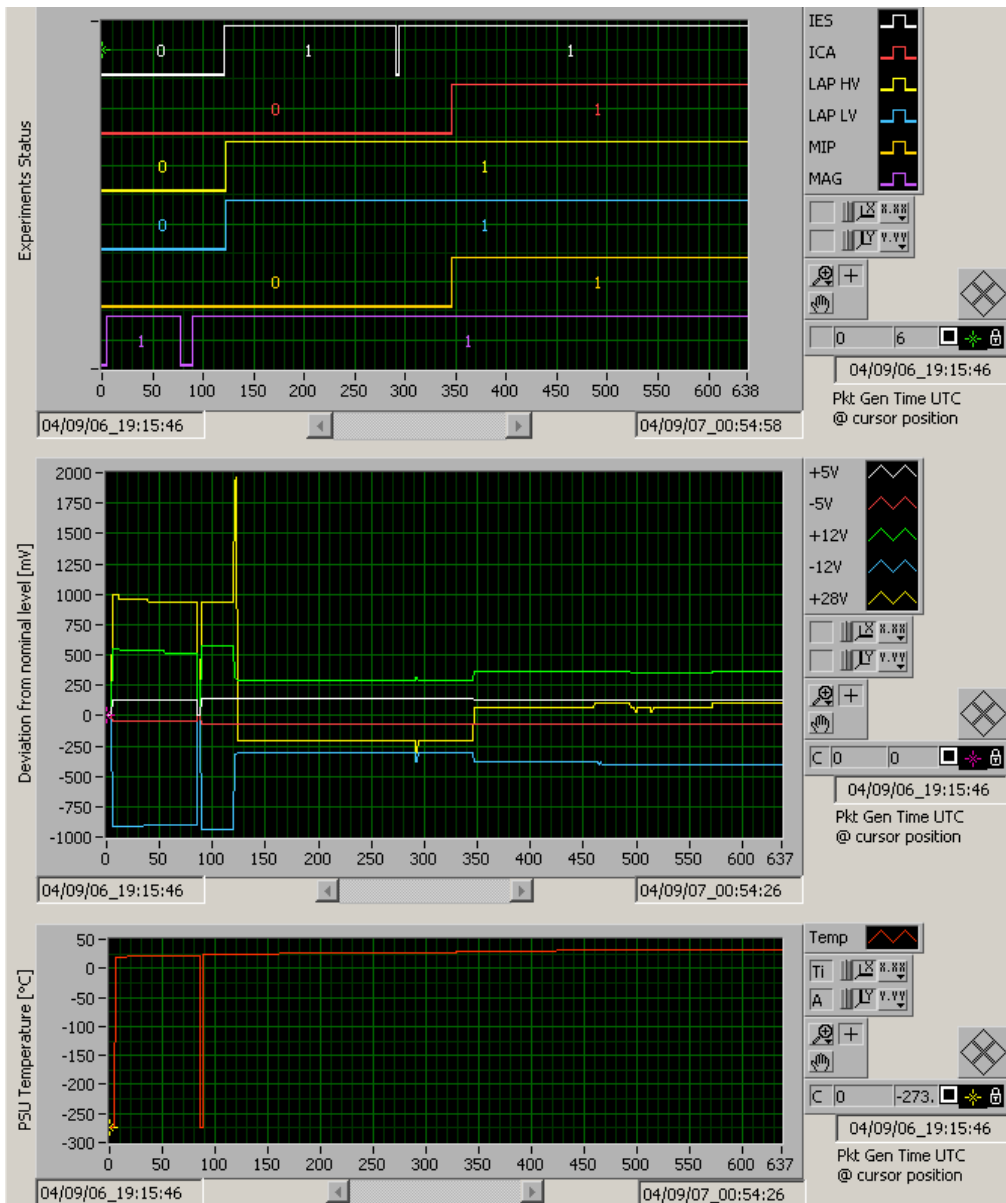 Experiments Status
0 1 1
0 1
0 1
0 1
0 1
1 1
0 50 100 150 200 250 300 350 400 450 500 550 600 638
04/09/06_19:15:46 04/09/07_00:54:58
IES
ICA
LAP HV
LAP LV
MIP
MAG
X X.XX
Y Y.YY
0 6
04/09/06_19:15:46
Pkt Gen Time UTC
@ cursor position
Deviation from nominal level [mV]
2000
1750
1500
1250
1000
750
500
250
0
-250
-500
-750
-1000
0 50 100 150 200 250 300 350 400 450 500 550 600 637
04/09/06_19:15:46 04/09/07_00:54:26
+5V
-5V
+12V
-12V
+28V
X X.XX
Y Y.YY
C 0 0
04/09/06_19:15:46
Pkt Gen Time UTC
@ cursor position
PSU Temperature [°C]
50
0
-50
-100
-150
-200
-250
-300
0 50 100 150 200 250 300 350 400 450 500 550 600 637
04/09/06_19:15:46 04/09/07_00:54:26
Temp
Ti X X.XX
A Y Y.YY
C 0 -273.
04/09/06_19:15:46
Pkt Gen Time UTC
@ cursor position